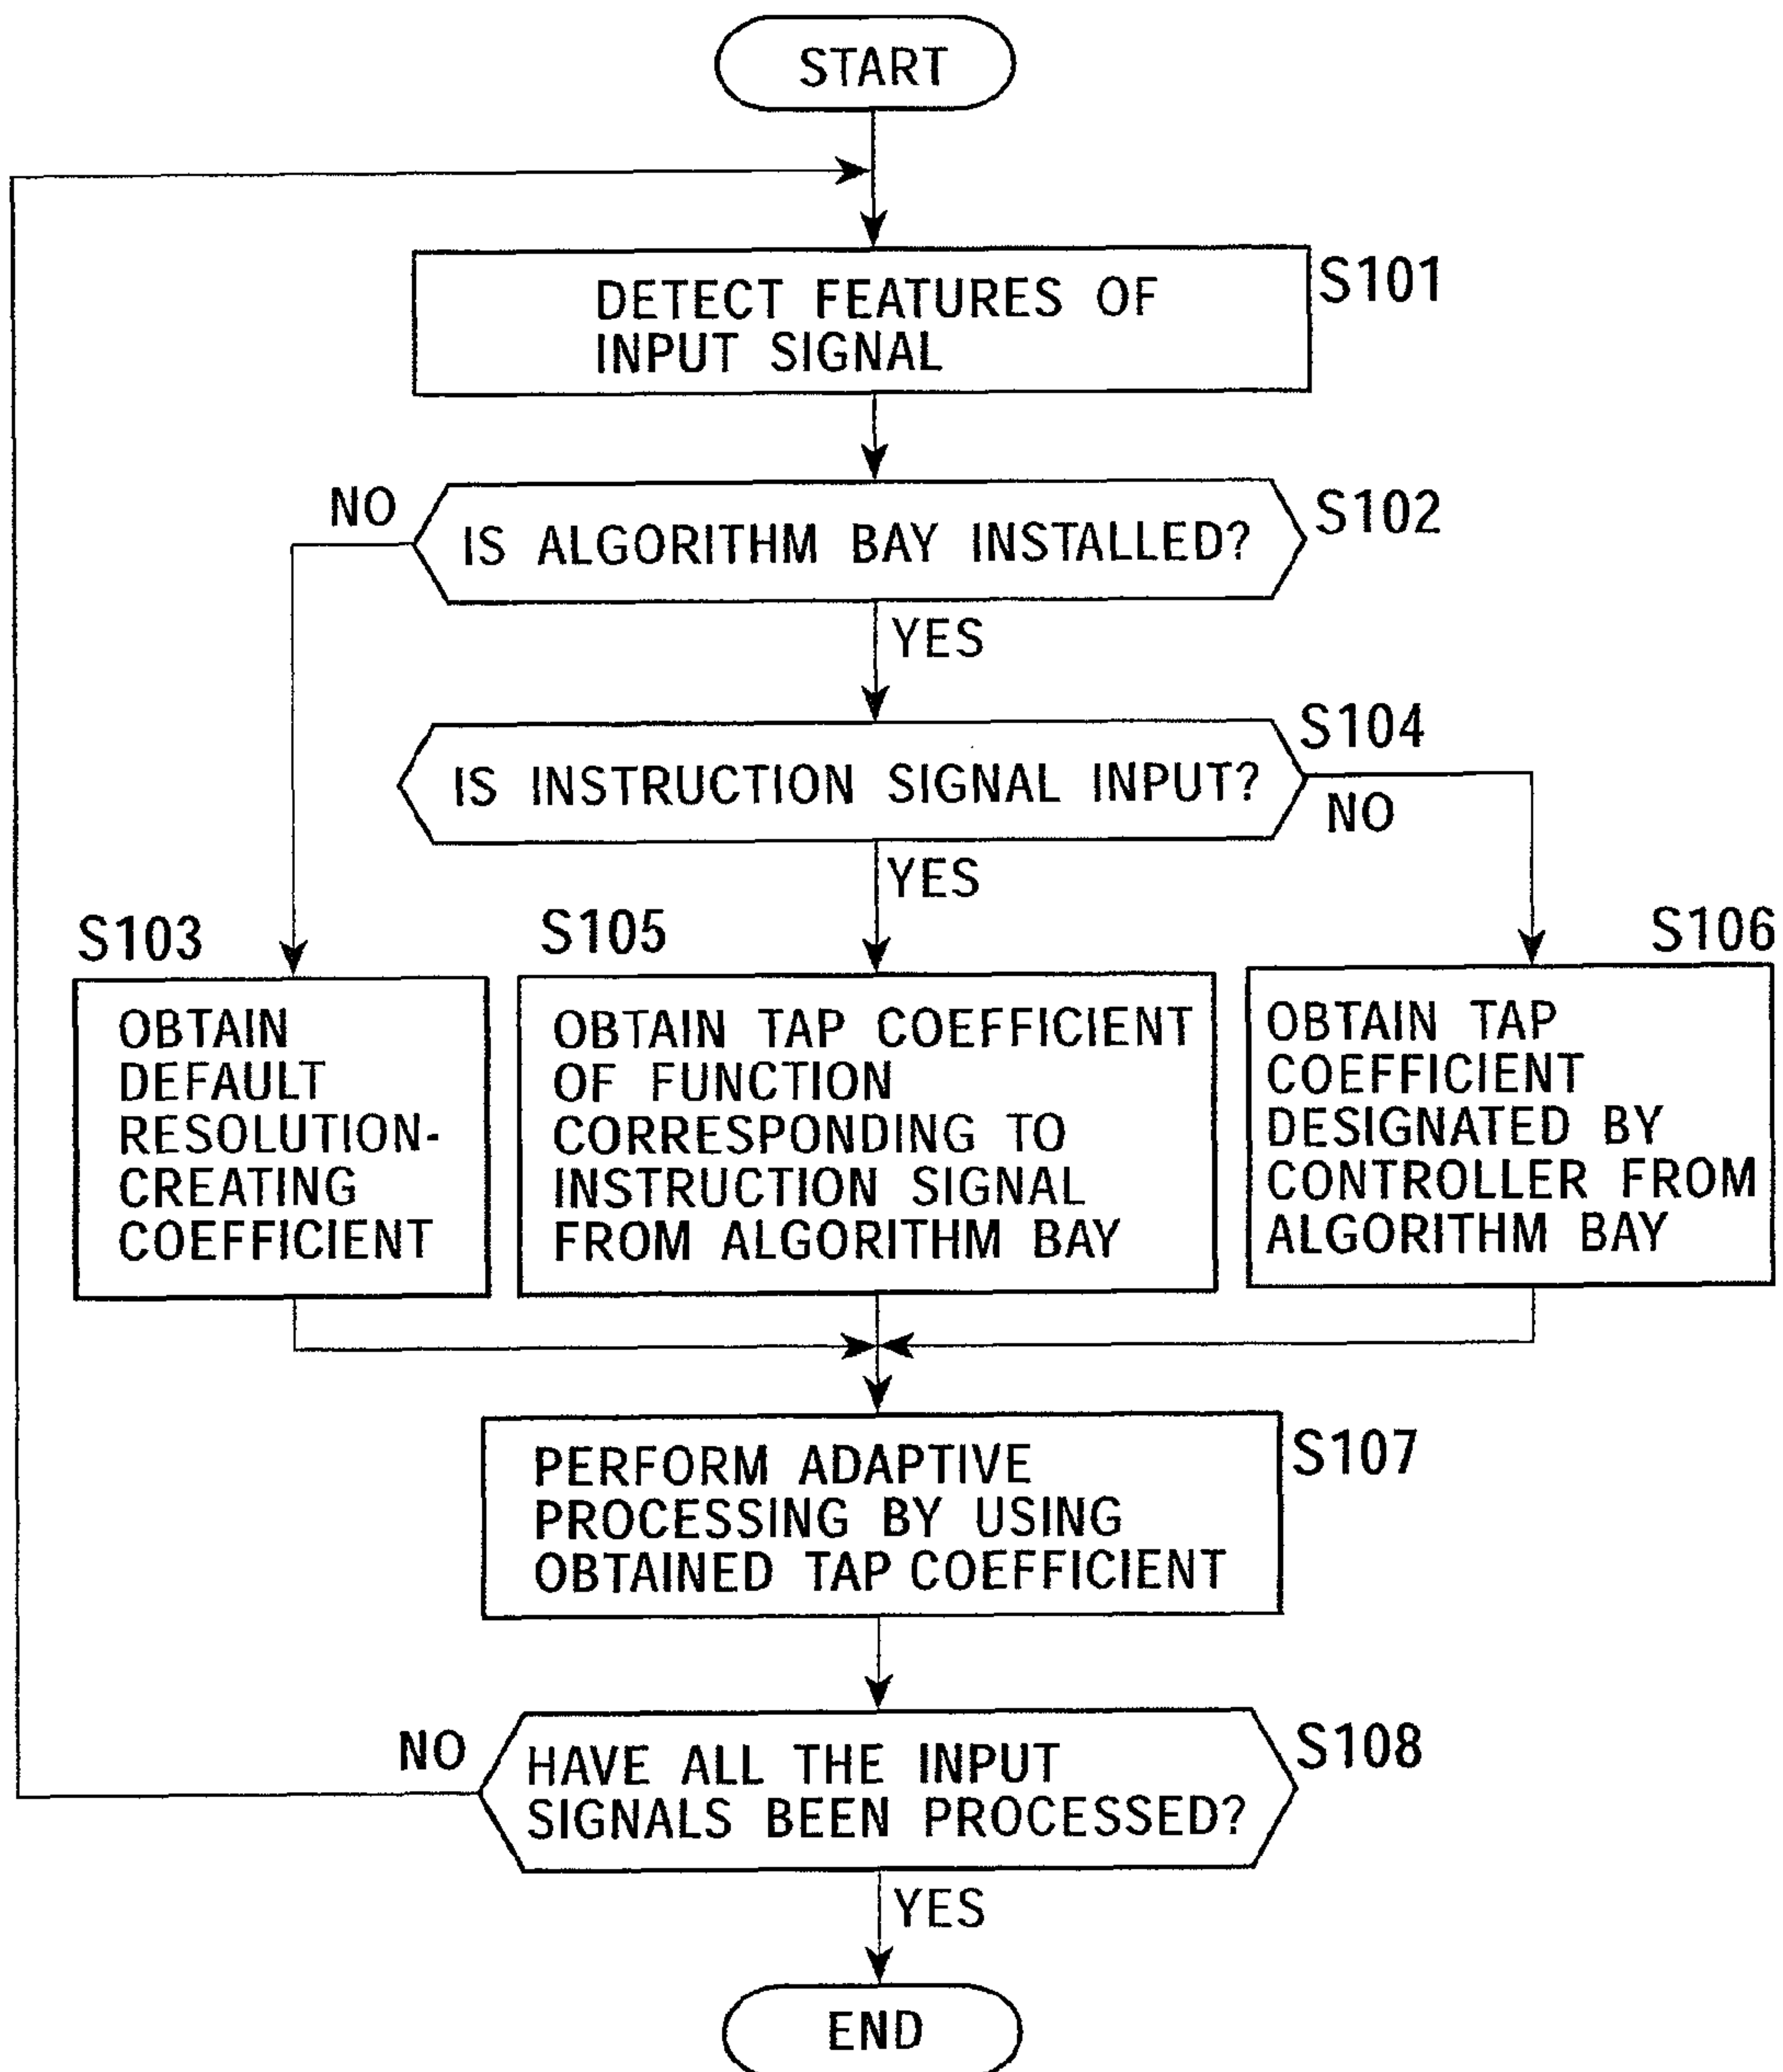 START
DETECT FEATURES OF
INPUT SIGNAL
S101
NO
IS ALGORITHM BAY INSTALLED?
S102
YES
IS INSTRUCTION SIGNAL INPUT?
S104
NO
YES
S103
OBTAIN
DEFAULT
RESOLUTION-
CREATING
COEFFICIENT
S105
OBTAIN TAP COEFFICIENT
OF FUNCTION
CORRESPONDING TO
INSTRUCTION SIGNAL
FROM ALGORITHM BAY
S106
OBTAIN TAP
COEFFICIENT
DESIGNATED BY
CONTROLLER FROM
ALGORITHM BAY
PERFORM ADAPTIVE
PROCESSING BY USING
OBTAINED TAP COEFFICIENT
S107
NO
HAVE ALL THE INPUT
SIGNALS BEEN PROCESSED?
S108
YES
END